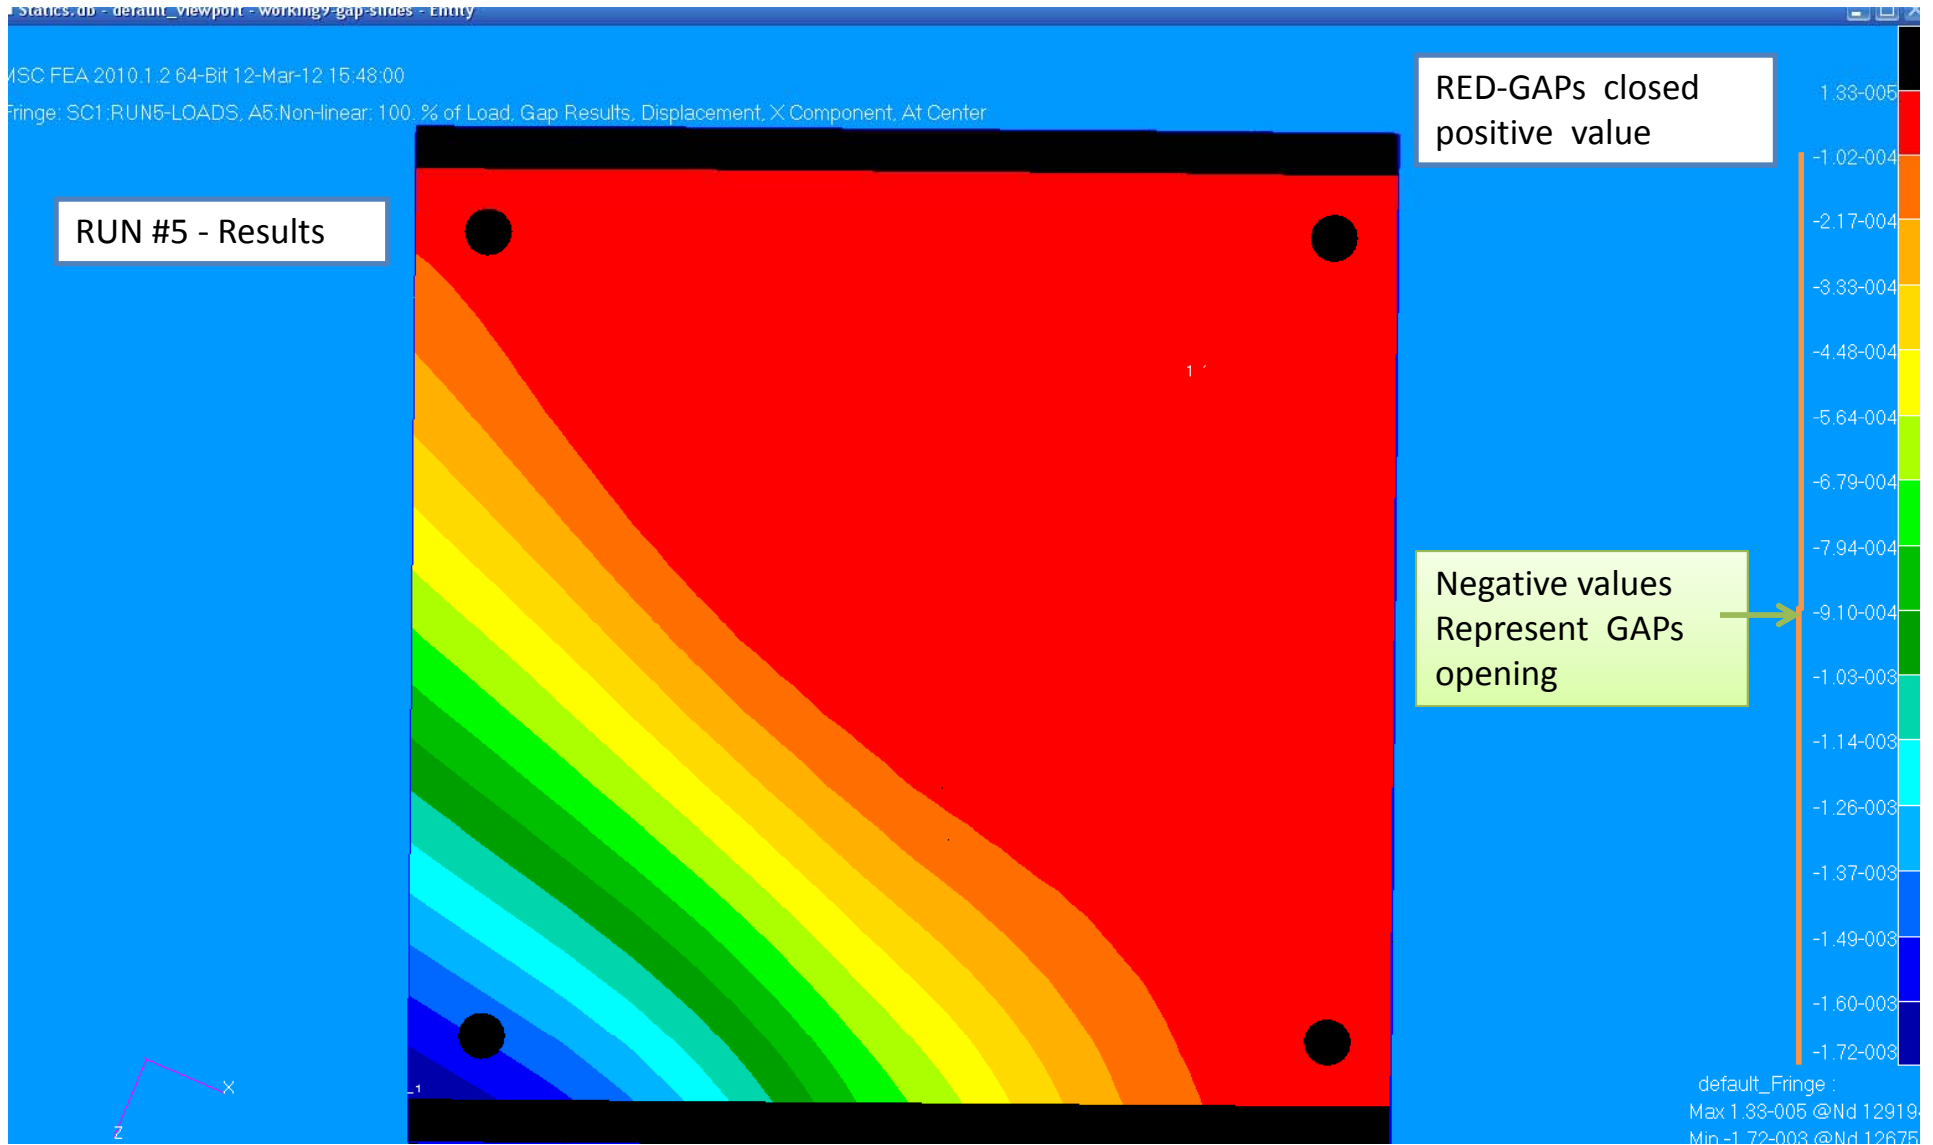 Statics.db - default_viewport - working9-gap-slides - Entity
MSC FEA 2010.1.2 64-Bit 12-Mar-12 15:48:00
Fringe: SC1:RUN5-LOADS, A5:Non-linear: 100. % of Load, Gap Results, Displacement, X Component, At Center
RUN #5 - Results
RED-GAPs closed
positive value
Negative values
Represent GAPs
opening
1.33-005
-1.02-004
-2.17-004
-3.33-004
-4.48-004
-5.64-004
-6.79-004
-7.94-004
-9.10-004
-1.03-003
-1.14-003
-1.26-003
-1.37-003
-1.49-003
-1.60-003
-1.72-003
1
_1
X
Z
default_Fringe :
Max 1.33-005 @Nd 12919
Min -1.72-003 @Nd 12675